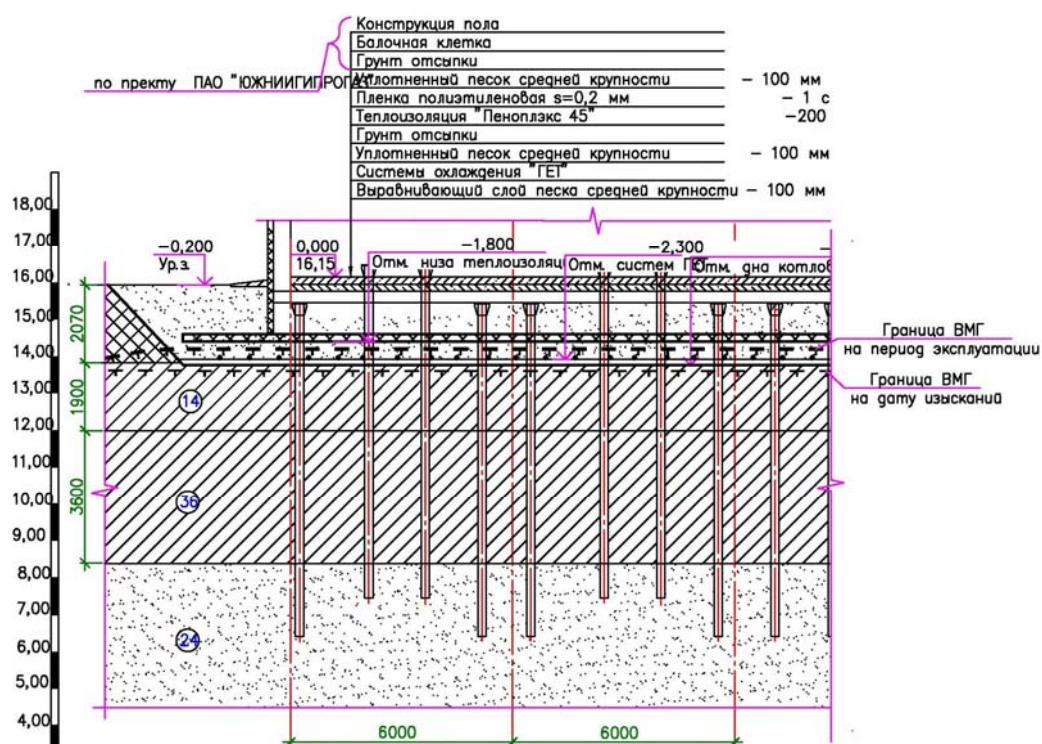 Конструкция пола
Балочная клетка
Грунт отсыпки
по пректу ПАО "ЮЖНИИГИПРОГАЗ"
Уплотненный песок средней крупности - 100 мм
Пленка полиэтиленовая s=0,2 мм - 1 с
Теплоизоляция "Пеноплэкс 45" -200
Грунт отсыпки
Уплотненный песок средней крупности - 100 мм
Системы охлаждения "ГЕТ"
Выравнивающий слой песка средней крупности - 100 мм
18,00
17,00
16,00
15,00
14,00
13,00
12,00
11,00
10,00
9,00
8,00
7,00
6,00
5,00
4,00
-0,200
Ур.з.
0,000
16,15
-1,800
Отм. низа теплоизоляц
-2,300
Отм. систем ГЕТ
Отм. дна котлов
2070
1900
3600
14
36
24
Граница ВМГ
на период эксплуатации
Граница ВМГ
на дату изысканий
6000
6000